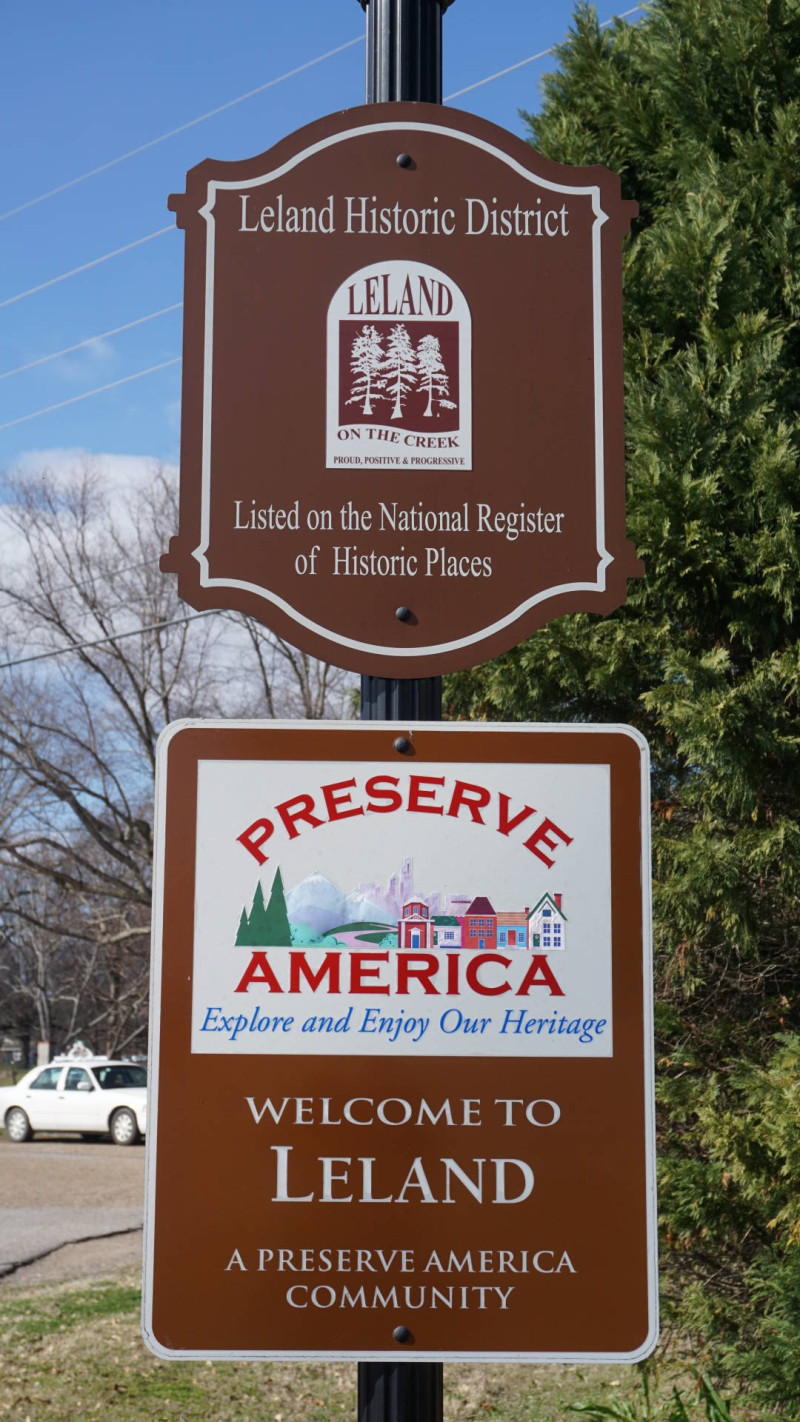 Leland Historic District
LELAND
ON THE CREEK
PROUD, POSITIVE & PROGRESSIVE
Listed on the National Register
of Historic Places
PRESERVE
AMERICA
Explore and Enjoy Our Heritage
WELCOME TO
LELAND
A PRESERVE AMERICA
COMMUNITY